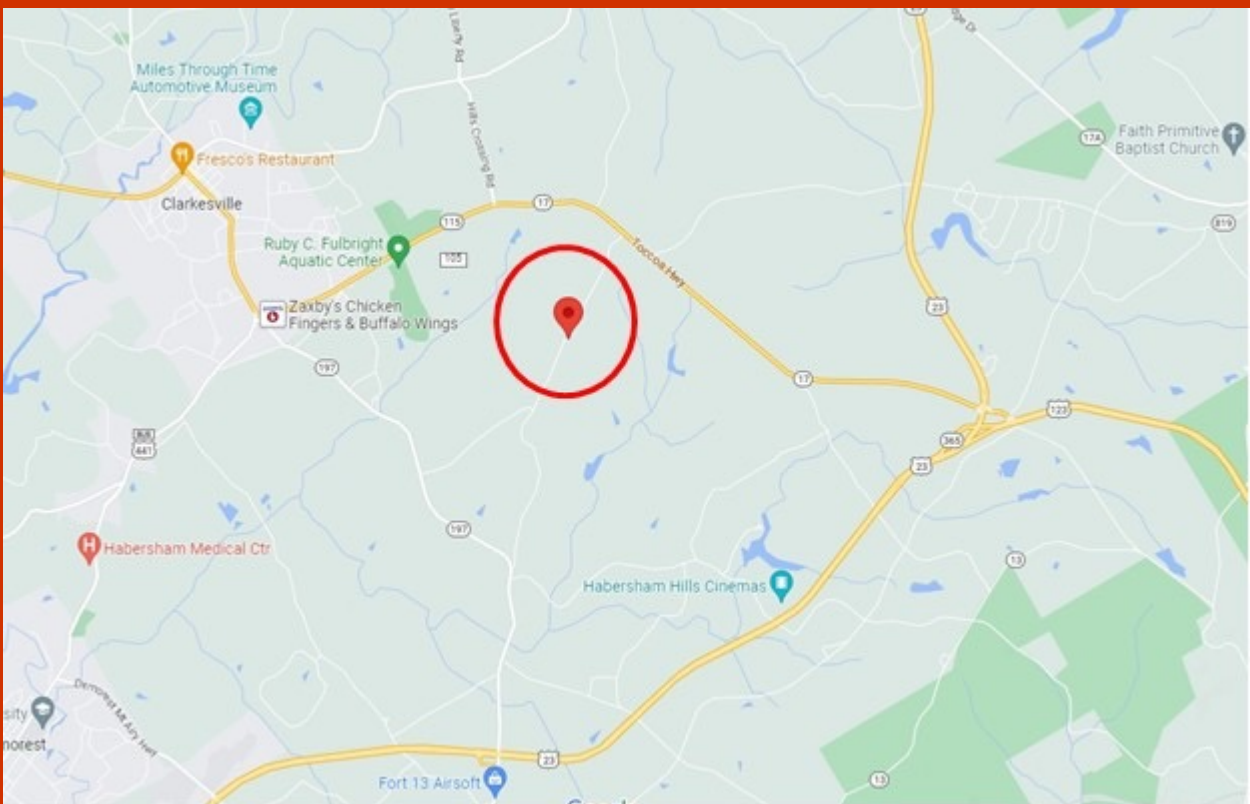 Liberty Rd
Miles Through Time
Automotive Museum
Hills Crossing Rd
17A
Faith Primitive
Baptist Church
Fresco's Restaurant
Clarkesville
17
115
819
Ruby C. Fulbright
Aquatic Center
105
Toccoa Hwy
Zaxby's Chicken
Fingers & Buffalo Wings
23
197
17
123
BUS
441
365
23
197
Habersham Medical Ctr
13
Habersham Hills Cinemas
Demorest Mt Airy Hwy
sity
norest
23
Fort 13 Airsoft
13